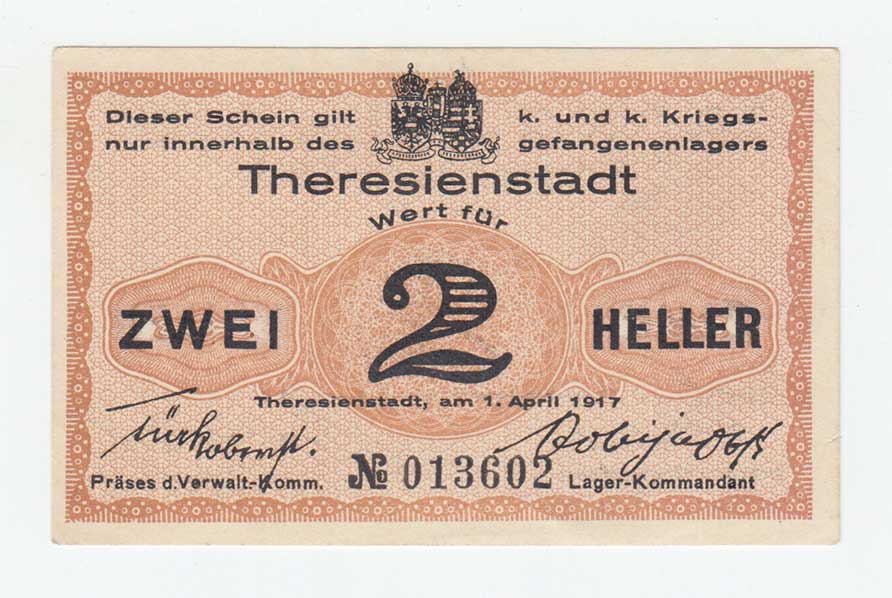 Dieser Schein gilt k. und k. Kriegs-
nur innerhalb des gefangenenlagers
Theresienstadt
Wert für
ZWEI 2 HELLER
Theresienstadt, am 1. April 1917
№ 013602
Präses d. Verwalt.-Komm. Lager-Kommandant